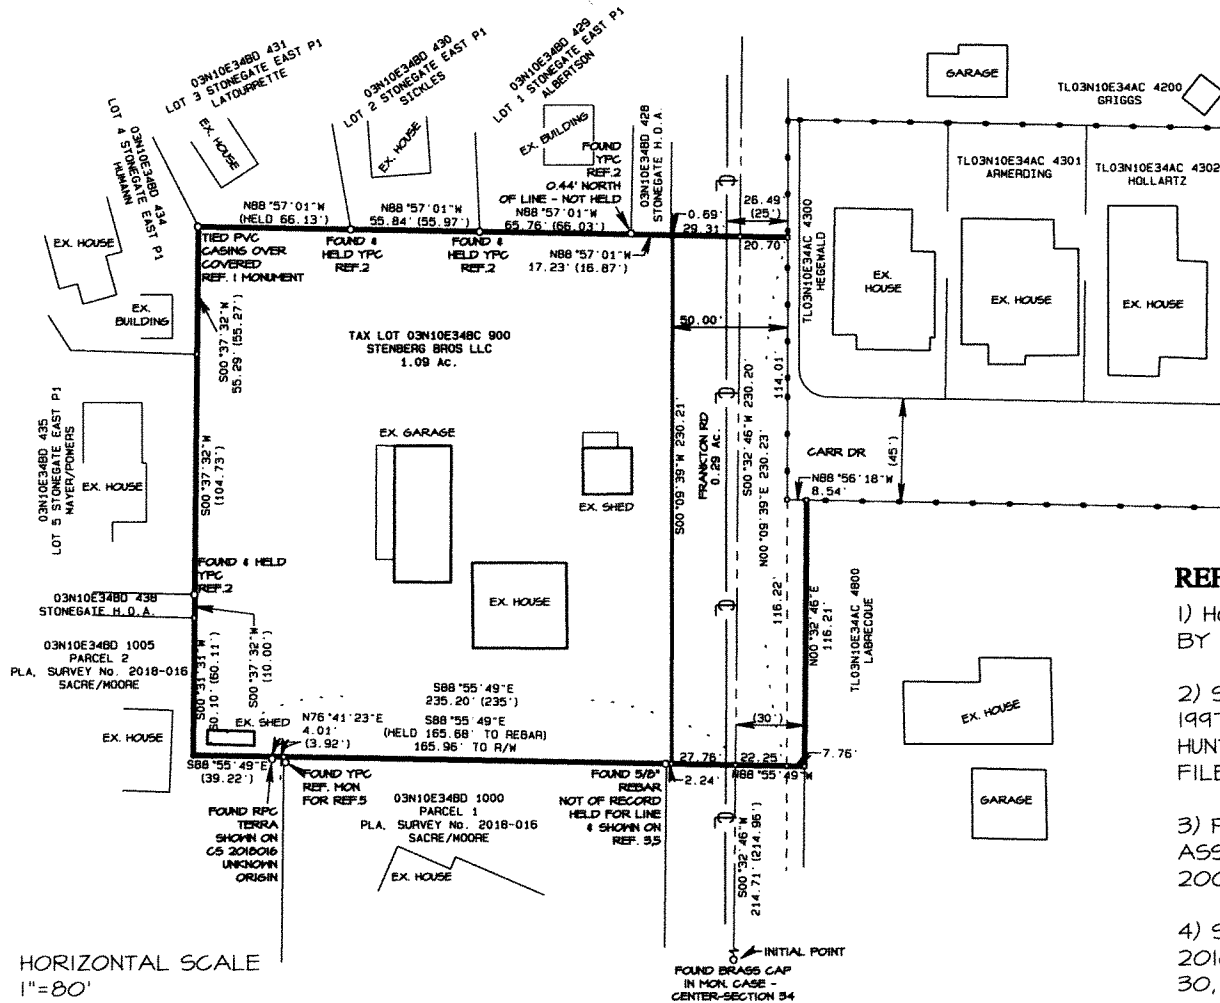 03N10E34BD 431
LOT 3 STONEGATE EAST P1
LATOURRETTE
03N10E34BD 430
LOT 2 STONEGATE EAST P1
SICKLES
03N10E34BD 429
LOT 1 STONEGATE EAST P1
ALBERTSON
03N10E34BD 434
LOT 4 STONEGATE EAST P1
HUMANN
03N10E34BD 428
STONEGATE H.O.A.
GARAGE
TL03N10E34AC 4200
GRIGGS
TL03N10E34AC 4301
ARMERDING
TL03N10E34AC 4302
HOLLARTZ
TL03N10E34AC 4300
HEGEWALD
EX. HOUSE
EX. HOUSE
EX. BUILDING
FOUND
YPC
REF.2
0.44' NORTH
OF LINE - NOT HELD
N88°57'01"W
(HELD 66.13')
N88°57'01"W
55.84' (55.97')
N88°57'01"W
65.76' (66.03')
N88°57'01"W
17.23' (16.87')
0.69'
29.31'
26.49'
(25')
20.70'
EX. HOUSE
EX.
BUILDING
TIED PVC
CASING OVER
COVERED
REF. 1 MONUMENT
FOUND &
HELD YPC
REF.2
FOUND &
HELD YPC
REF.2
S00°37'32"W
55.29' (55.27')
TAX LOT 03N10E34BC 900
STENBERG BROS LLC
1.09 Ac.
50.00'
EX.
HOUSE
EX. HOUSE
EX. HOUSE
03N10E34BD 435
LOT 5 STONEGATE EAST P1
MAYER/POWERS
EX. HOUSE
S00°37'32"W
(104.73')
EX. GARAGE
EX. SHED
EX. HOUSE
S00°09'39"W 230.21'
FRANKTON RD
0.29 Ac.
S00°32'46"W 230.20'
N00°09'39"E 230.23'
114.01'
116.22'
CARR DR
(45')
N88°56'18"W
8.54'
N00°32'46"E
116.21'
TL03N10E34AC 4800
LABRECQUE
FOUND & HELD
YPC
REF.2
03N10E34BD 438
STONEGATE H.O.A.
03N10E34BD 1005
PARCEL 2
PLA, SURVEY No. 2018-016
SACRE/MOORE
S00°31'31"W
60.10' (60.11')
S00°37'32"W
(10.00')
EX. HOUSE
EX. SHED
N76°41'23"E
4.01'
(3.92')
S88°55'49"E
235.20' (235')
S88°55'49"E
(HELD 165.68' TO REBAR)
165.96' TO R/W
(30')
27.76'
22.25'
7.76'
2.24'
N88°55'49"W
S88°55'49"E
(39.22')
FOUND YPC
REF. MON
FOR REF.5
FOUND RPC
TERRA
SHOWN ON
CS 2018016
UNKNOWN
ORIGIN
03N10E34BD 1000
PARCEL 1
PLA, SURVEY No. 2018-016
SACRE/MOORE
EX. HOUSE
FOUND 5/8"
REBAR
NOT OF RECORD
HELD FOR LINE
& SHOWN ON
REF. 3,5
S00°32'46"W
214.71' (214.96')
EX. HOUSE
GARAGE
INITIAL POINT
FOUND BRASS CAP
IN MON. CASE -
CENTER-SECTION 34
HORIZONTAL SCALE
1"=80'
REF
1) HO
BY
2) S
1997
HUNT
FILE
3) P
ASS
200
4) S
2016
30,